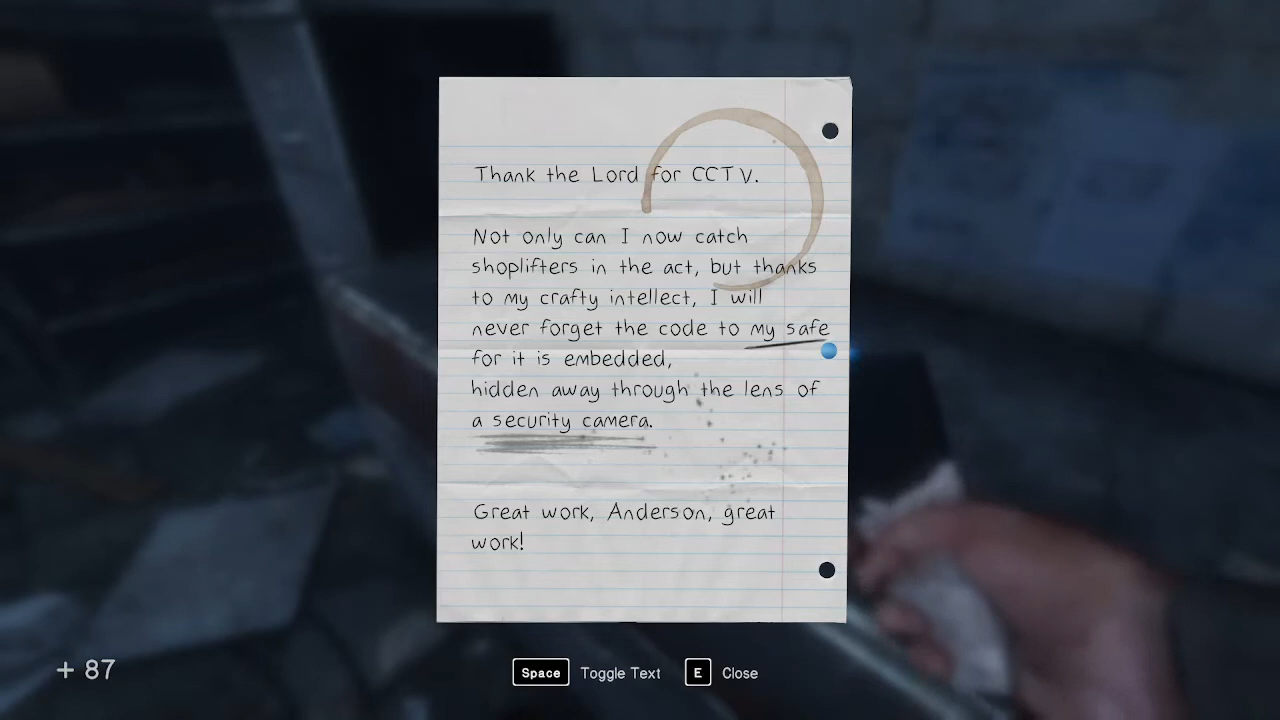 Thank the Lord for CCTV.
Not only can I now catch
shoplifters in the act, but thanks
to my crafty intellect, I will
never forget the code to my safe
for it is embedded,
hidden away through the lens of
a security camera.
Great work, Anderson, great
work!
+ 87
Space Toggle Text E Close